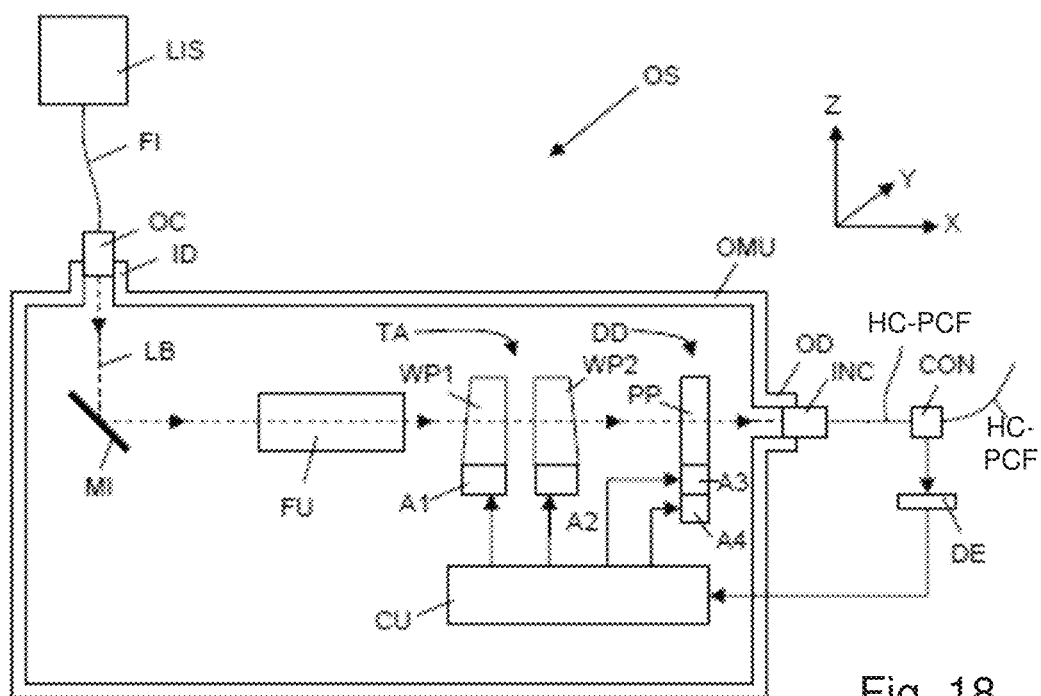 LIS
OS
FI
Z
Y
X
OC
ID
OMU
LB
TA
DD
HC-PCF
OD
INC
CON
WP1
WP2
PP
HC-
PCF
MI
FU
A1
A2
A3
A4
DE
CU
Fig. 18